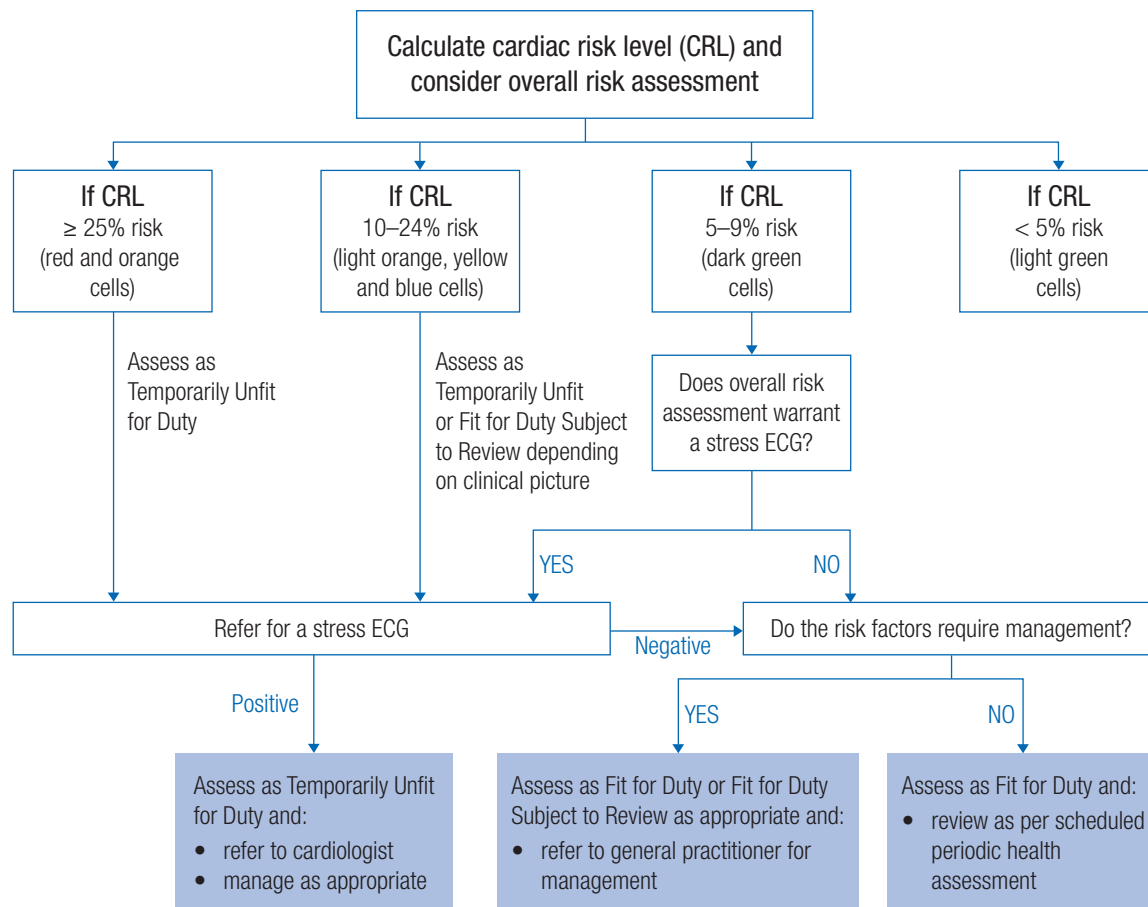 Calculate cardiac risk level (CRL) and
consider overall risk assessment
If CRL
≥ 25% risk
(red and orange
cells)
If CRL
10–24% risk
(light orange, yellow
and blue cells)
If CRL
5–9% risk
(dark green
cells)
If CRL
< 5% risk
(light green
cells)
Assess as
Temporarily Unfit
for Duty
Assess as
Temporarily Unfit
or Fit for Duty Subject
to Review depending
on clinical picture
Does overall risk
assessment warrant
a stress ECG?
YES
NO
Refer for a stress ECG
Negative
Do the risk factors require management?
Positive
YES
NO
Assess as Temporarily Unfit
for Duty and:
• refer to cardiologist
• manage as appropriate
Assess as Fit for Duty or Fit for Duty
Subject to Review as appropriate and:
• refer to general practitioner for
management
Assess as Fit for Duty and:
• review as per scheduled
periodic health
assessment